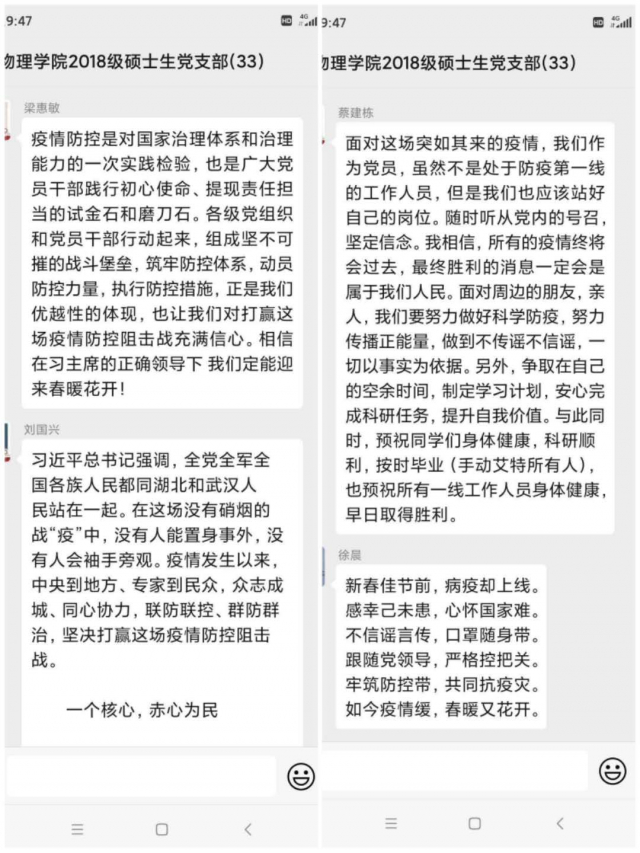 9:47
HD 4G
物理学院2018级硕士生党支部(33)
梁惠敏
疫情防控是对国家治理体系和治理
能力的一次实践检验，也是广大党
员干部践行初心使命、提现责任担
当的试金石和磨刀石。各级党组织
和党员干部行动起来，组成坚不可
摧的战斗堡垒，筑牢防控体系，动员
防控力量，执行防控措施，正是我们
优越性的体现，也让我们对打赢这
场疫情防控阻击战充满信心。相信
在习主席的正确领导下 我们定能迎
来春暖花开！
刘国兴
习近平总书记强调，全党全军全
国各族人民都同湖北和武汉人
民站在一起。在这场没有硝烟的
战“疫”中，没有人能置身事外，没
有人会袖手旁观。疫情发生以来，
中央到地方、专家到民众，众志成
城、同心协力，联防联控、群防群
治，坚决打赢这场疫情防控阻击
战。
一个核心，赤心为民
9:47
HD 4G
物理学院2018级硕士生党支部(33)
蔡建栋
面对这场突如其来的疫情，我们作
为党员，虽然不是处于防疫第一线
的工作人员，但是我们也应该站好
自己的岗位。随时听从党内的号召，
坚定信念。我相信，所有的疫情终将
会过去，最终胜利的消息一定会是
属于我们人民。面对周边的朋友，亲
人，我们要努力做好科学防疫，努力
传播正能量，做到不传谣不信谣，一
切以事实为依据。另外，争取在自己
的空余时间，制定学习计划，安心完
成科研任务，提升自我价值。与此同
时，预祝同学们身体健康，科研顺
利，按时毕业（手动艾特所有人），
也预祝所有一线工作人员身体健康，
早日取得胜利。
徐晨
新春佳节前，病疫却上线。
感幸己未患，心怀国家难。
不信谣言传，口罩随身带。
跟随党领导，严格控把关。
牢筑防控带，共同抗疫灾。
如今疫情缓，春暖又花开。